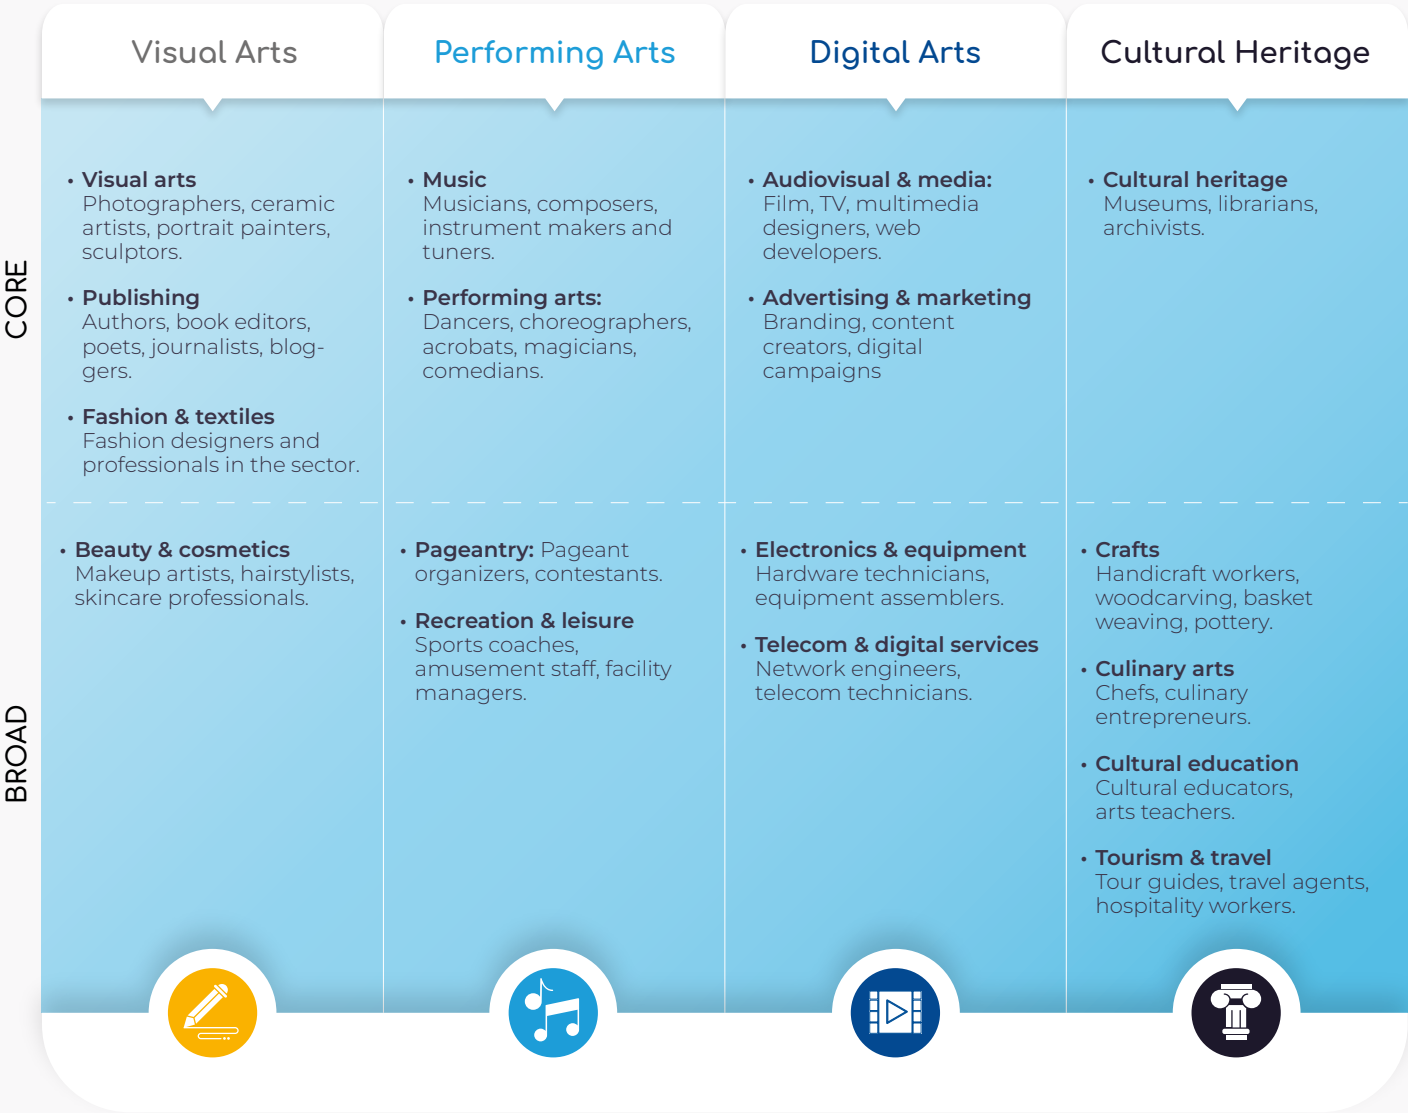 Visual Arts
Performing Arts
Digital Arts
Cultural Heritage
CORE
• Visual arts
Photographers, ceramic
artists, portrait painters,
sculptors.
• Publishing
Authors, book editors,
poets, journalists, blog-
gers.
• Fashion & textiles
Fashion designers and
professionals in the sector.
• Music
Musicians, composers,
instrument makers and
tuners.
• Performing arts:
Dancers, choreographers,
acrobats, magicians,
comedians.
• Audiovisual & media:
Film, TV, multimedia
designers, web
developers.
• Advertising & marketing
Branding, content
creators, digital
campaigns
• Cultural heritage
Museums, librarians,
archivists.
BROAD
• Beauty & cosmetics
Makeup artists, hairstylists,
skincare professionals.
• Pageantry: Pageant
organizers, contestants.
• Recreation & leisure
Sports coaches,
amusement staff, facility
managers.
• Electronics & equipment
Hardware technicians,
equipment assemblers.
• Telecom & digital services
Network engineers,
telecom technicians.
• Crafts
Handicraft workers,
woodcarving, basket
weaving, pottery.
• Culinary arts
Chefs, culinary
entrepreneurs.
• Cultural education
Cultural educators,
arts teachers.
• Tourism & travel
Tour guides, travel agents,
hospitality workers.